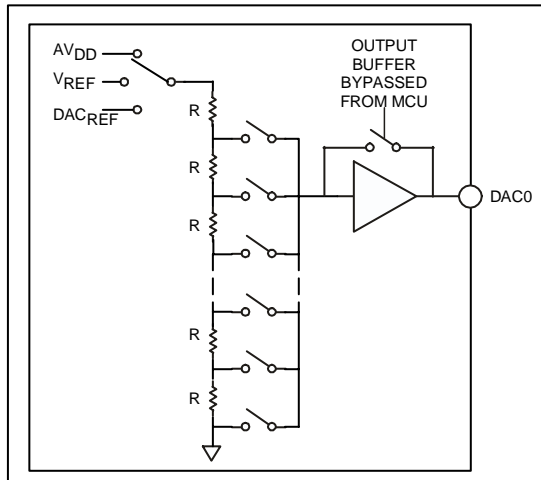 AVDD
VREF
DACREF
OUTPUT
BUFFER
BYPASSED
FROM MCU
R
R
R
R
R
DAC0